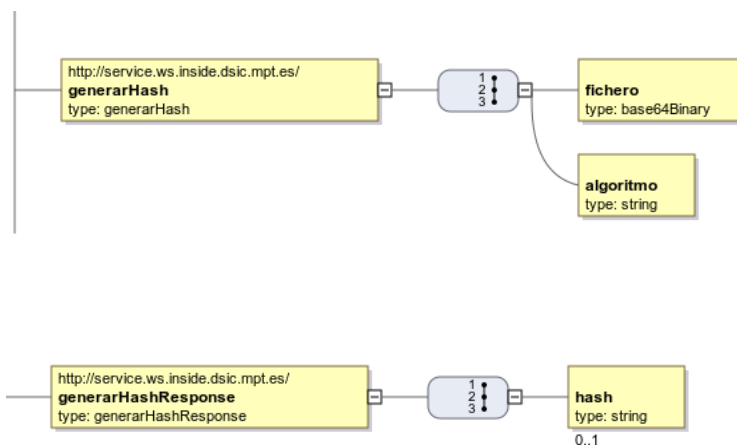 http://service.ws.inside.dsic.mpt.es/
generarHash
type: generarHash
1
2
3
fichero
type: base64Binary
algoritmo
type: string
http://service.ws.inside.dsic.mpt.es/
generarHashResponse
type: generarHashResponse
1
2
3
hash
type: string
0..1